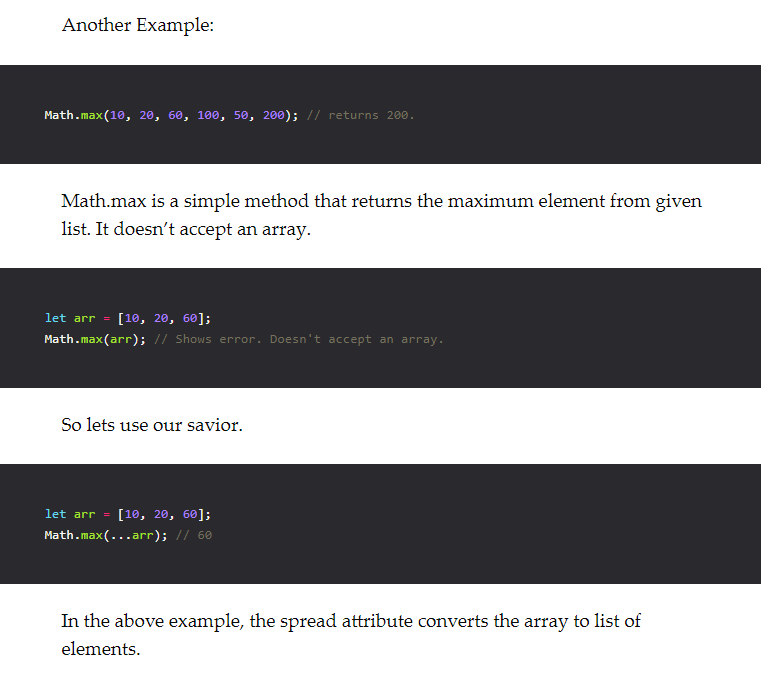 Another Example:
Math.max(10, 20, 60, 100, 50, 200); // returns 200.
Math.max is a simple method that returns the maximum element from given
list. It doesn’t accept an array.
let arr = [10, 20, 60];
Math.max(arr); // Shows error. Doesn't accept an array.
So lets use our savior.
let arr = [10, 20, 60];
Math.max(...arr); // 60
In the above example, the spread attribute converts the array to list of
elements.